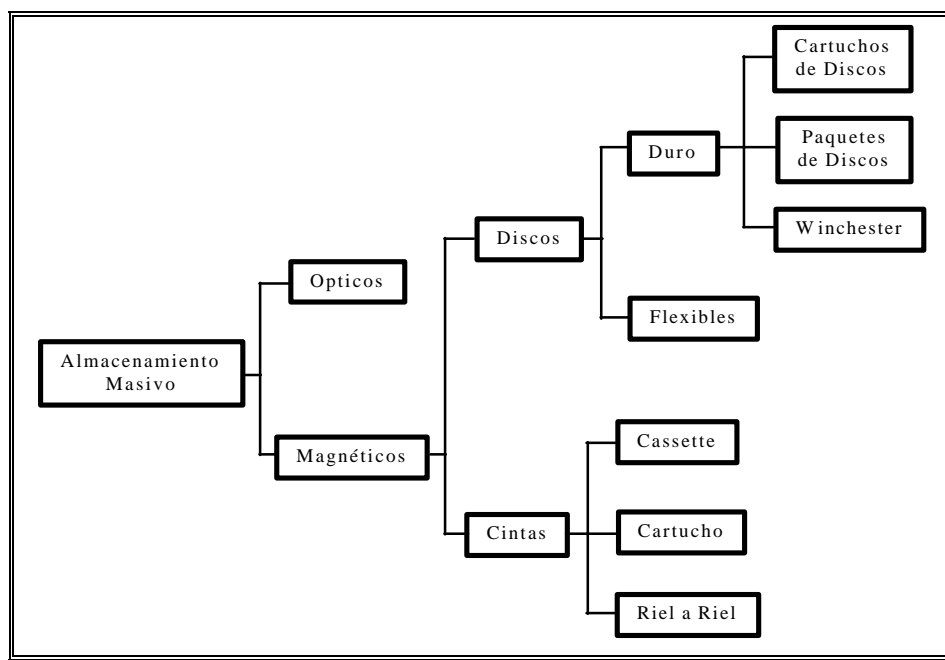 Cartuchos
de Discos
Paquetes
de Discos
Duro
Winchester
Discos
Opticos
Flexibles
Almacenamiento
Masivo
Magnéticos
Cassette
Cintas
Cartucho
Riel a Riel